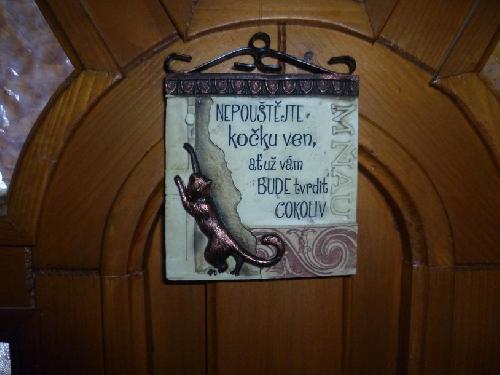 NEPOUŠTĚJTE
kočku ven,
ať už vám
BUDE tvrdit
COKOLIV
MŇAU